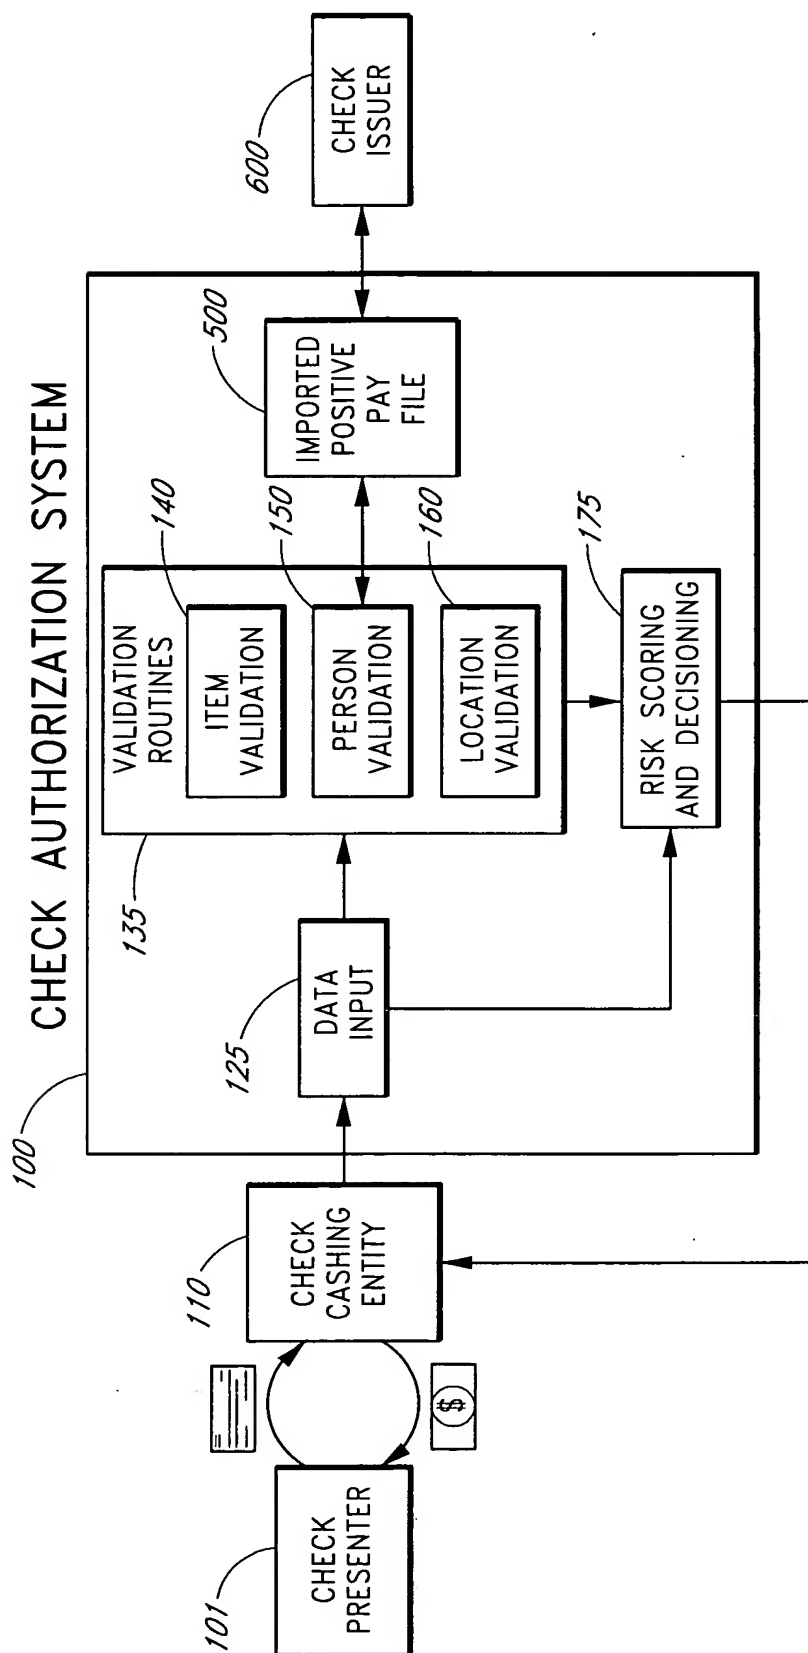 CHECK AUTHORIZATION SYSTEM
100
101
CHECK
PRESENTER
110
CHECK
CASHING
ENTITY
$
125
DATA
INPUT
135
VALIDATION
ROUTINES
140
ITEM
VALIDATION
150
PERSON
VALIDATION
160
LOCATION
VALIDATION
175
RISK SCORING
AND DECISIONING
500
IMPORTED
POSITIVE
PAY
FILE
600
CHECK
ISSUER